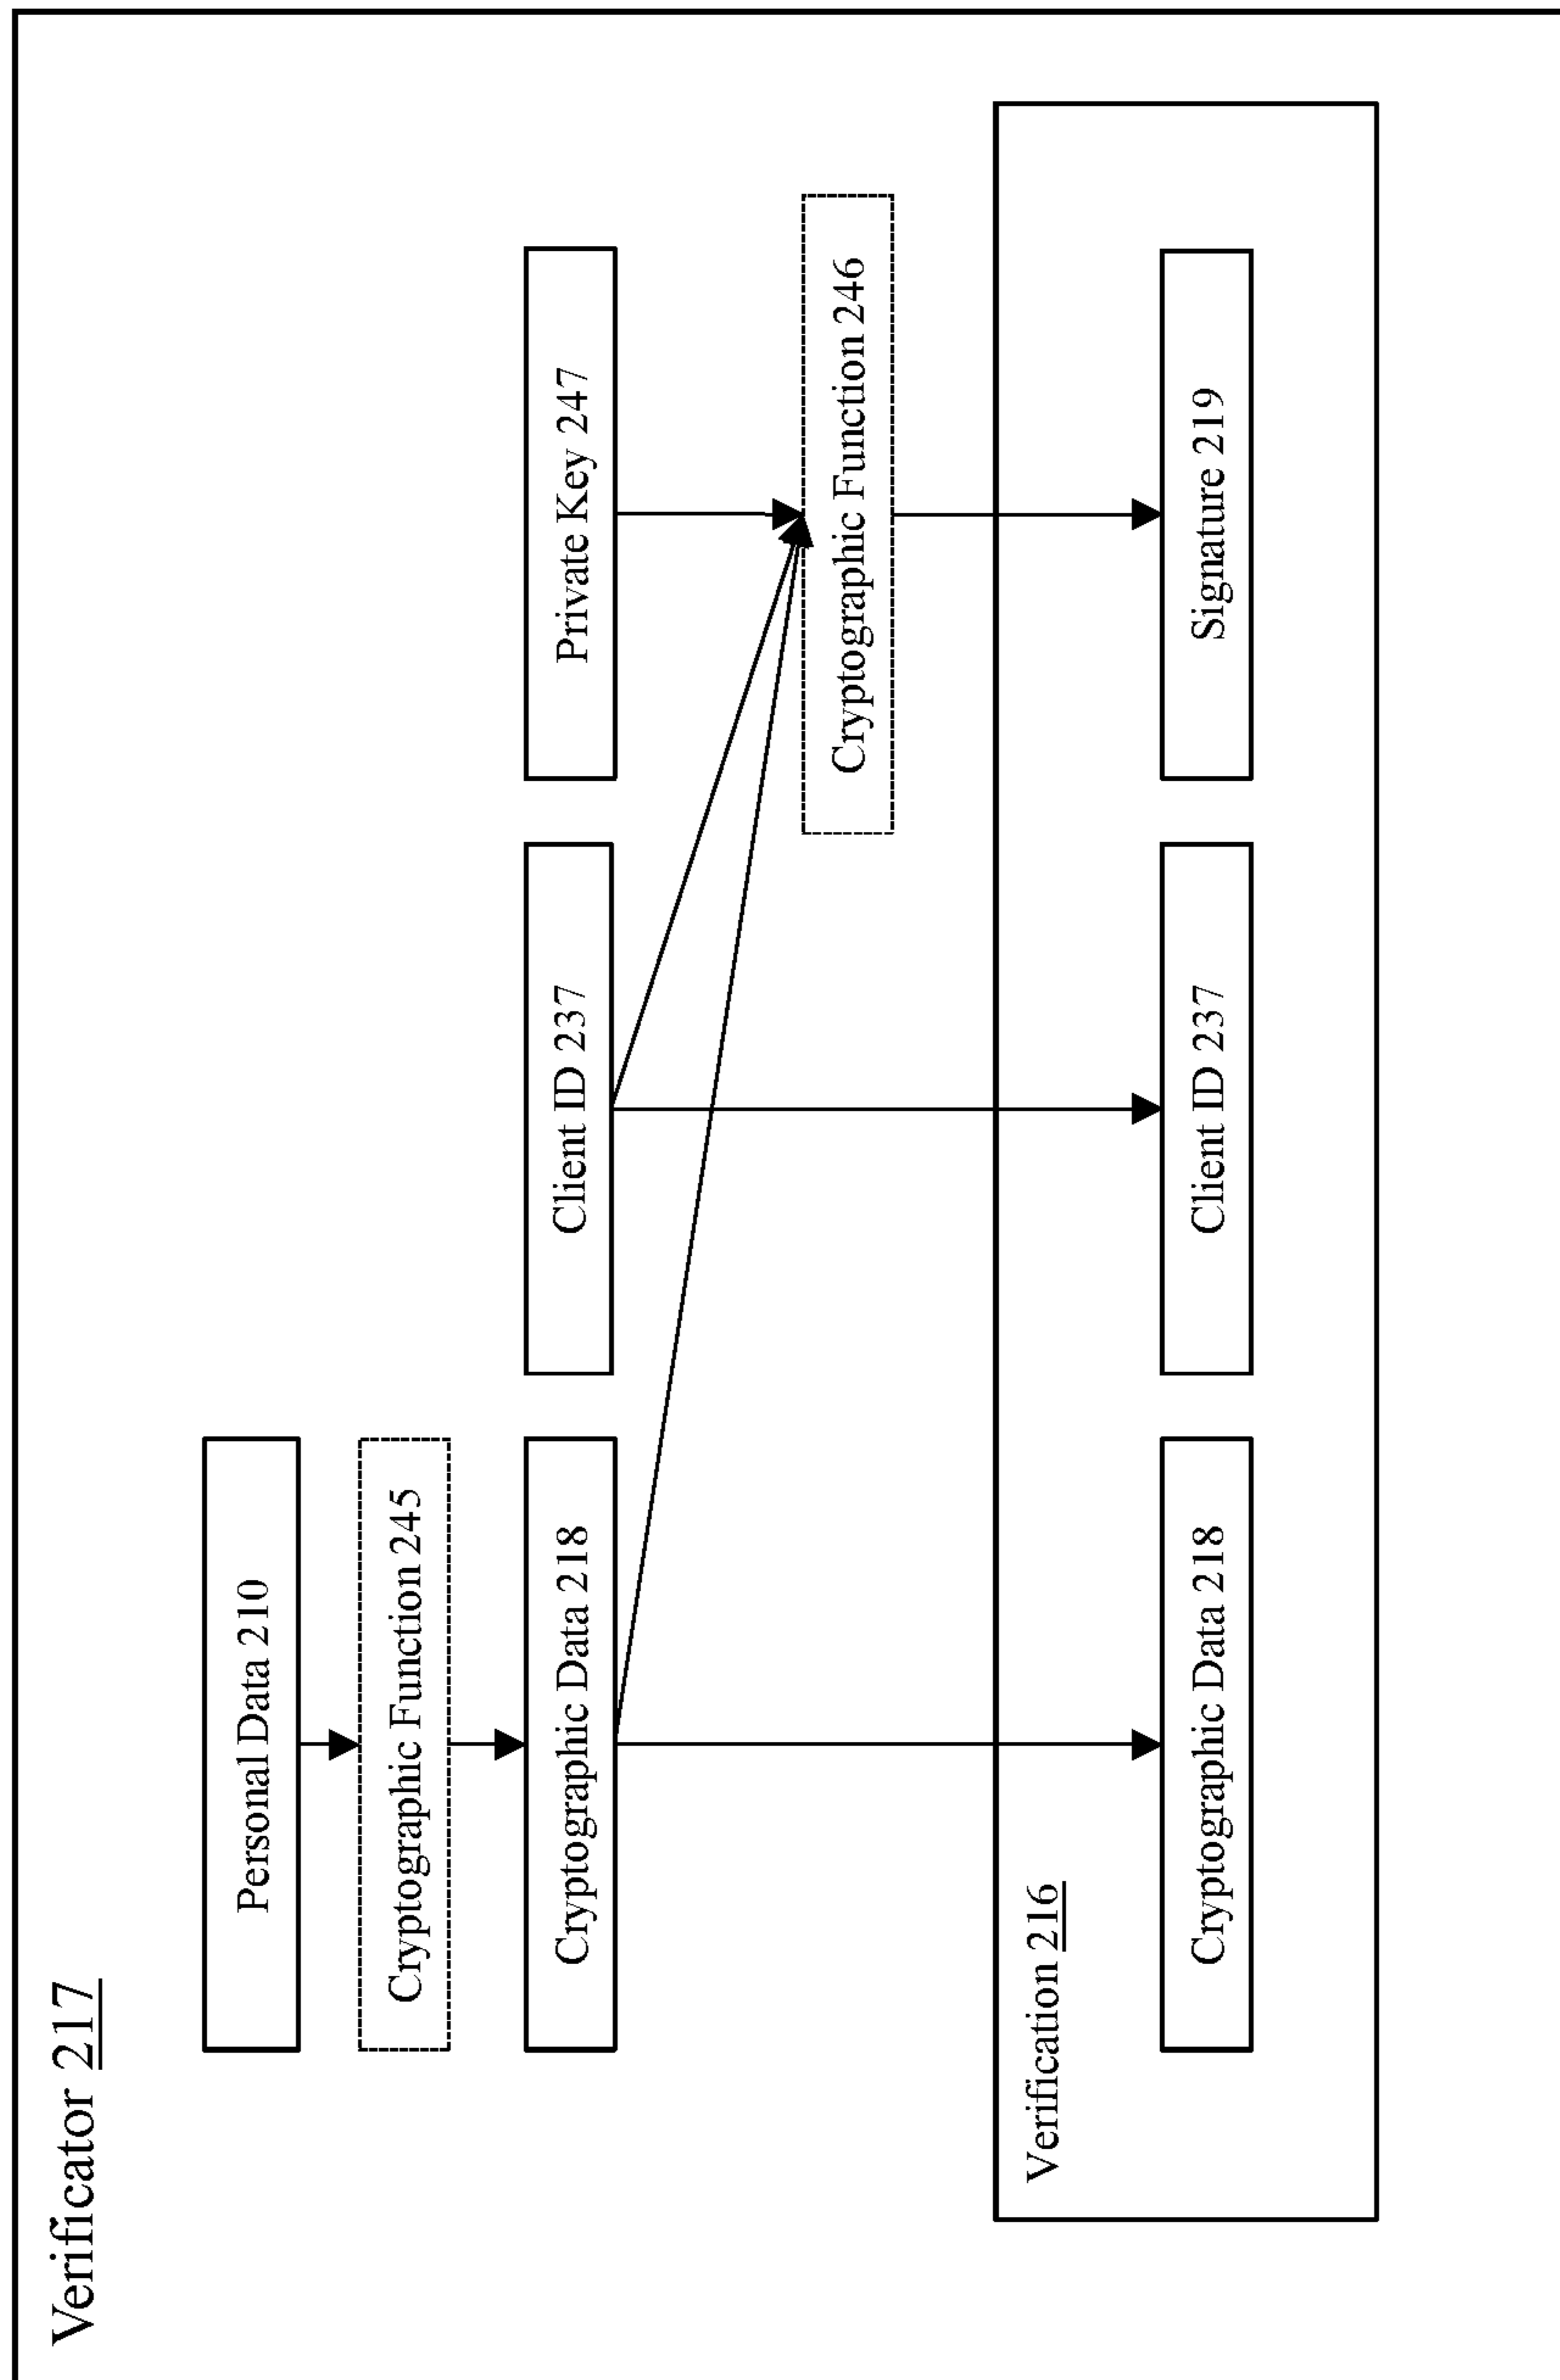 Verificator 217
Personal Data 210
Cryptographic Function 245
Cryptographic Data 218
Client ID 237
Private Key 247
Cryptographic Function 246
Verification 216
Cryptographic Data 218
Client ID 237
Signature 219